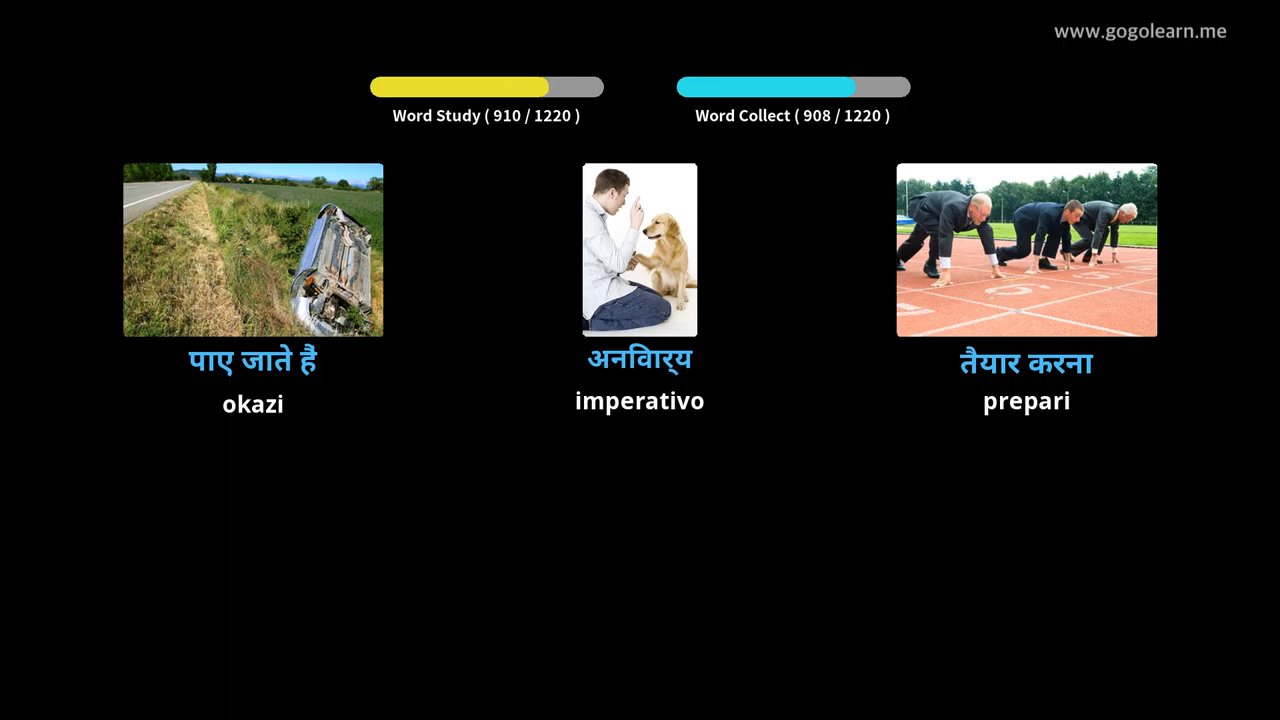 www.gogolearn.me
Word Study ( 910 / 1220 )
Word Collect ( 908 / 1220 )
पाए जाते हैं
okazi
अनिवार्य
imperativo
तैयार करना
prepari